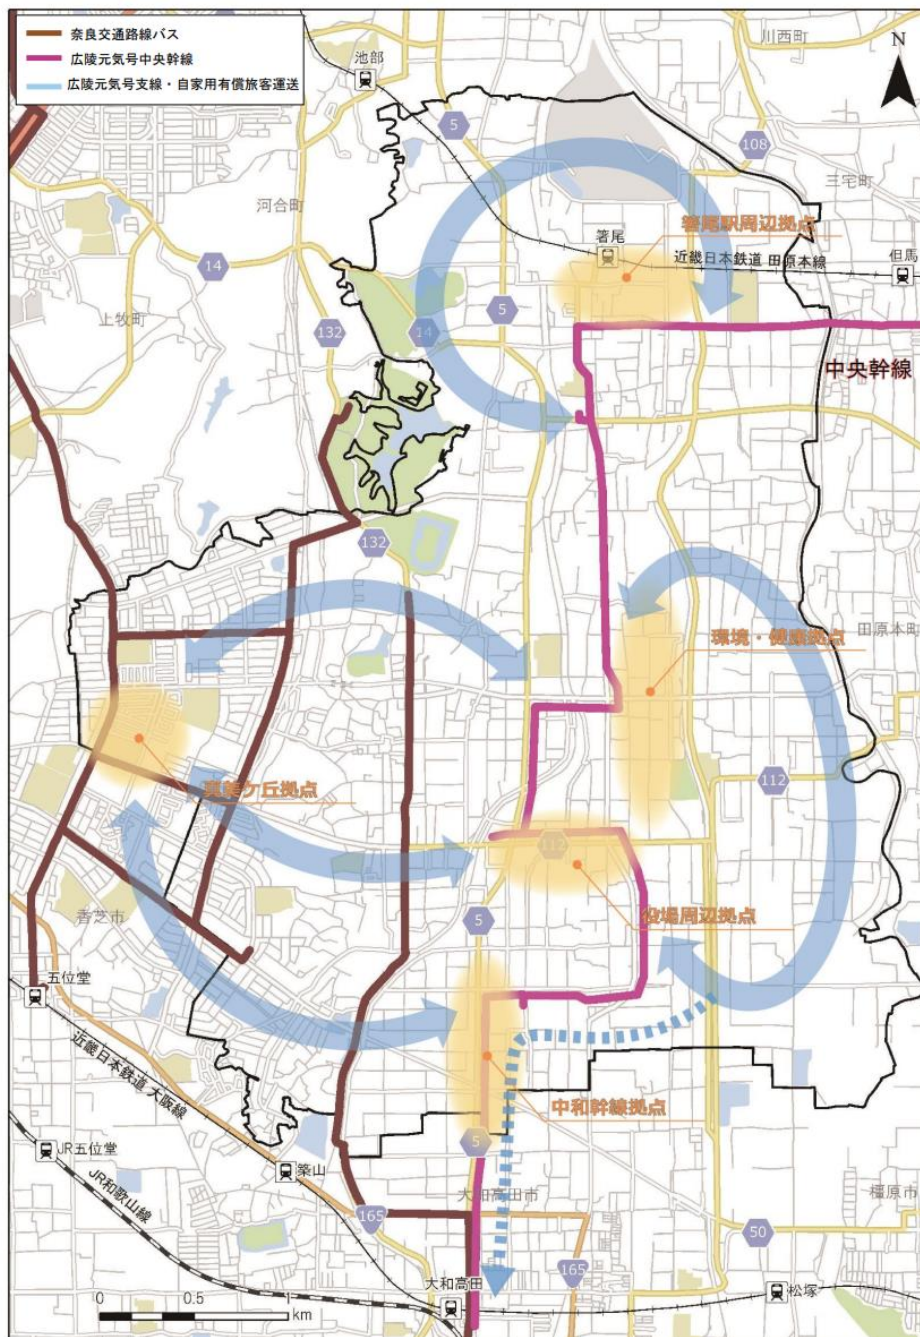 奈良交通路線バス
広陵元気号中央幹線
広陵元気号支線・自家用有償旅客運送
N
池部
川西町
5
108
三宅町
河合町
箸尾駅周辺拠点
箸尾
近畿日本鉄道 田原本線
但馬
14
5
上牧町
132
14
中央幹線
132
田原本町
環境・健康拠点
真美ケ丘拠点
112
112
香芝市
役場周辺拠点
5
五位堂
近畿日本鉄道 大阪線
中和幹線拠点
JR五位堂
築山
5
JR和歌山線
大和高田市
橿原市
165
50
165
大和高田
松塚
0 0.5 1
km